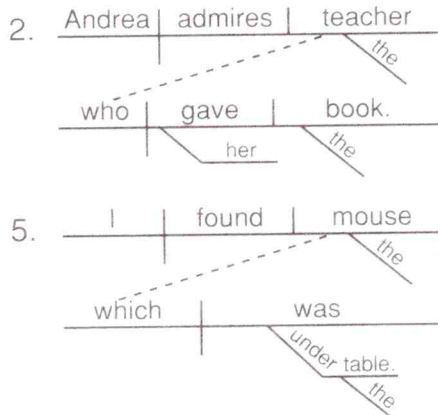 2. Andrea admires teacher
the
who gave book.
her the
5. I found mouse
the
which was
under table.
the